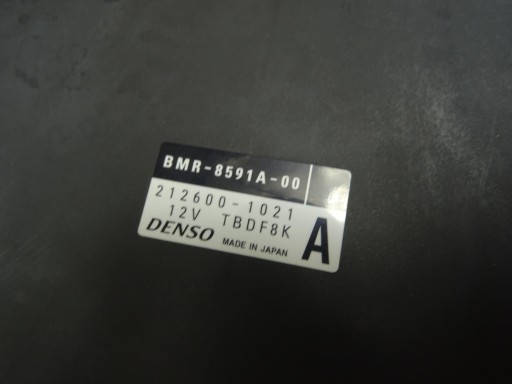 BMR-8591A-00
212600-1021
12V TBDF8K
DENSO MADE IN JAPAN
A